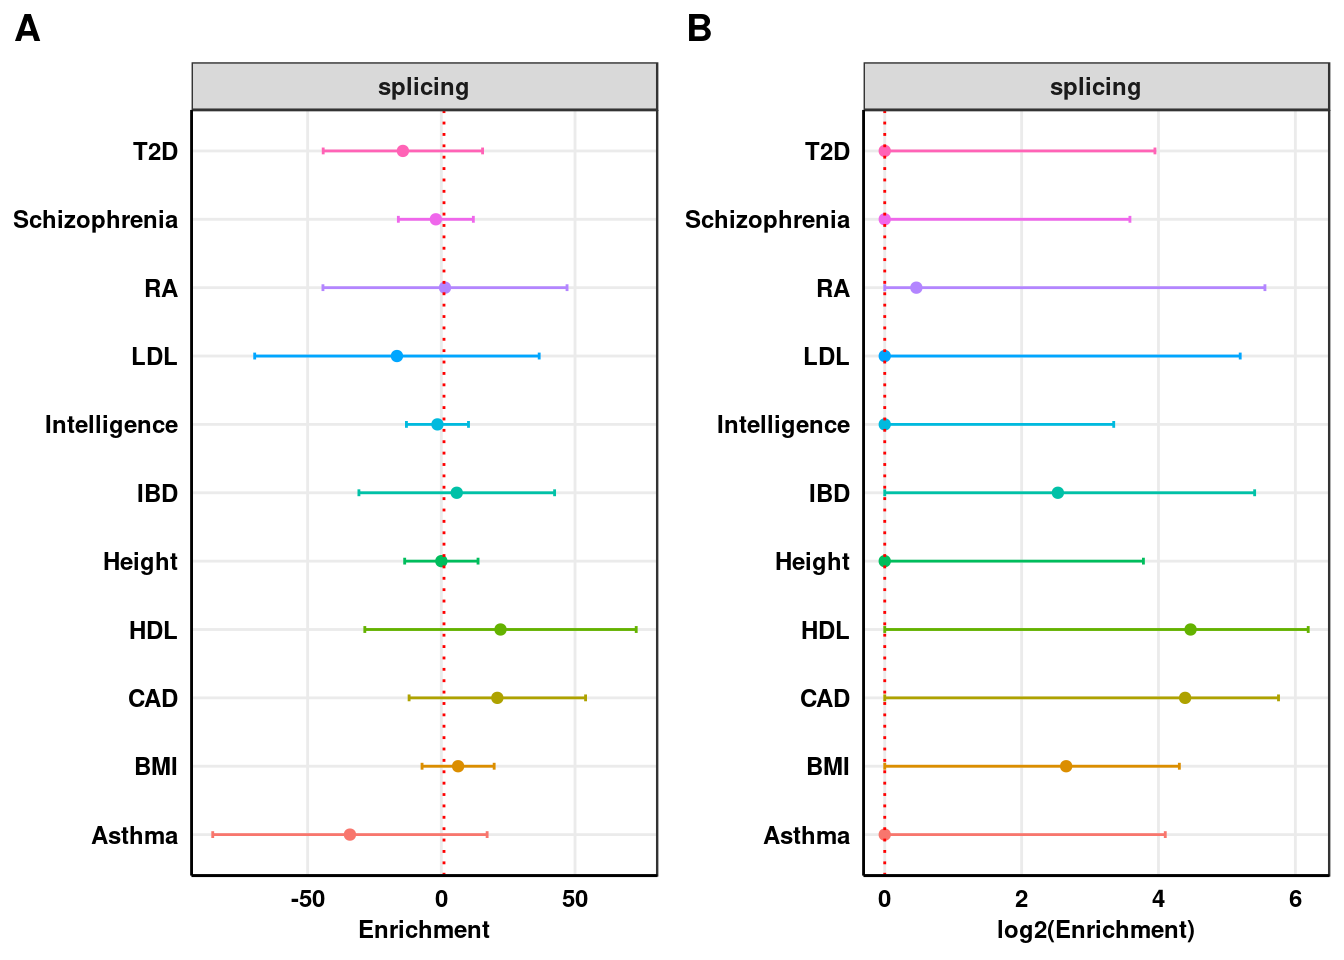 A
splicing
T2D
Schizophrenia
RA
LDL
Intelligence
IBD
Height
HDL
CAD
BMI
Asthma
-50 0 50
Enrichment
B
splicing
T2D
Schizophrenia
RA
LDL
Intelligence
IBD
Height
HDL
CAD
BMI
Asthma
0 2 4 6
log2(Enrichment)